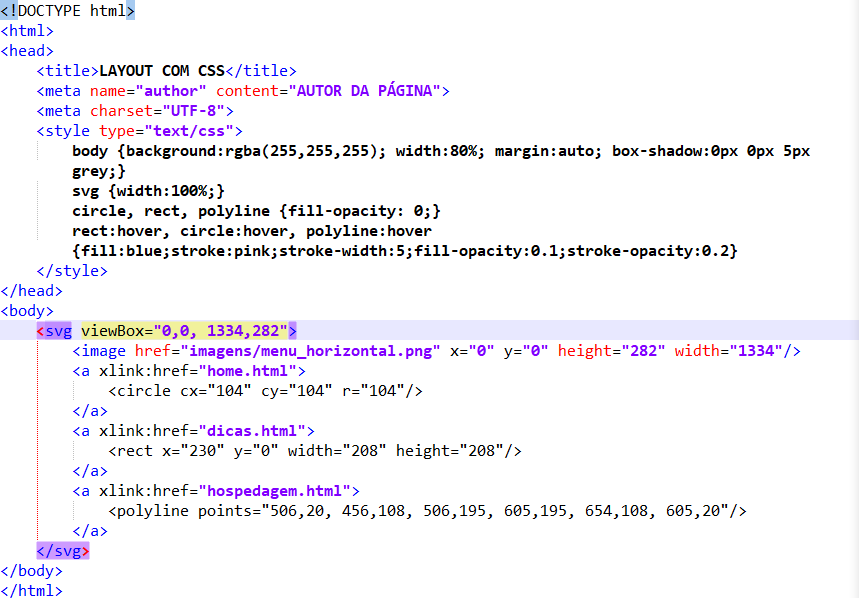 <!DOCTYPE html>
<html>
<head>
<title>LAYOUT COM CSS</title>
<meta name="author" content="AUTOR DA PÁGINA">
<meta charset="UTF-8">
<style type="text/css">
body {background:rgba(255,255,255); width:80%; margin:auto; box-shadow:0px 0px 5px
grey;}
svg {width:100%;}
circle, rect, polyline {fill-opacity: 0;}
rect:hover, circle:hover, polyline:hover
{fill:blue;stroke:pink;stroke-width:5;fill-opacity:0.1;stroke-opacity:0.2}
</style>
</head>
<body>
<svg viewBox="0,0, 1334,282">
<image href="imagens/menu_horizontal.png" x="0" y="0" height="282" width="1334"/>
<a xlink:href="home.html">
<circle cx="104" cy="104" r="104"/>
</a>
<a xlink:href="dicas.html">
<rect x="230" y="0" width="208" height="208"/>
</a>
<a xlink:href="hospedagem.html">
<polyline points="506,20, 456,108, 506,195, 605,195, 654,108, 605,20"/>
</a>
</svg>
</body>
</html>